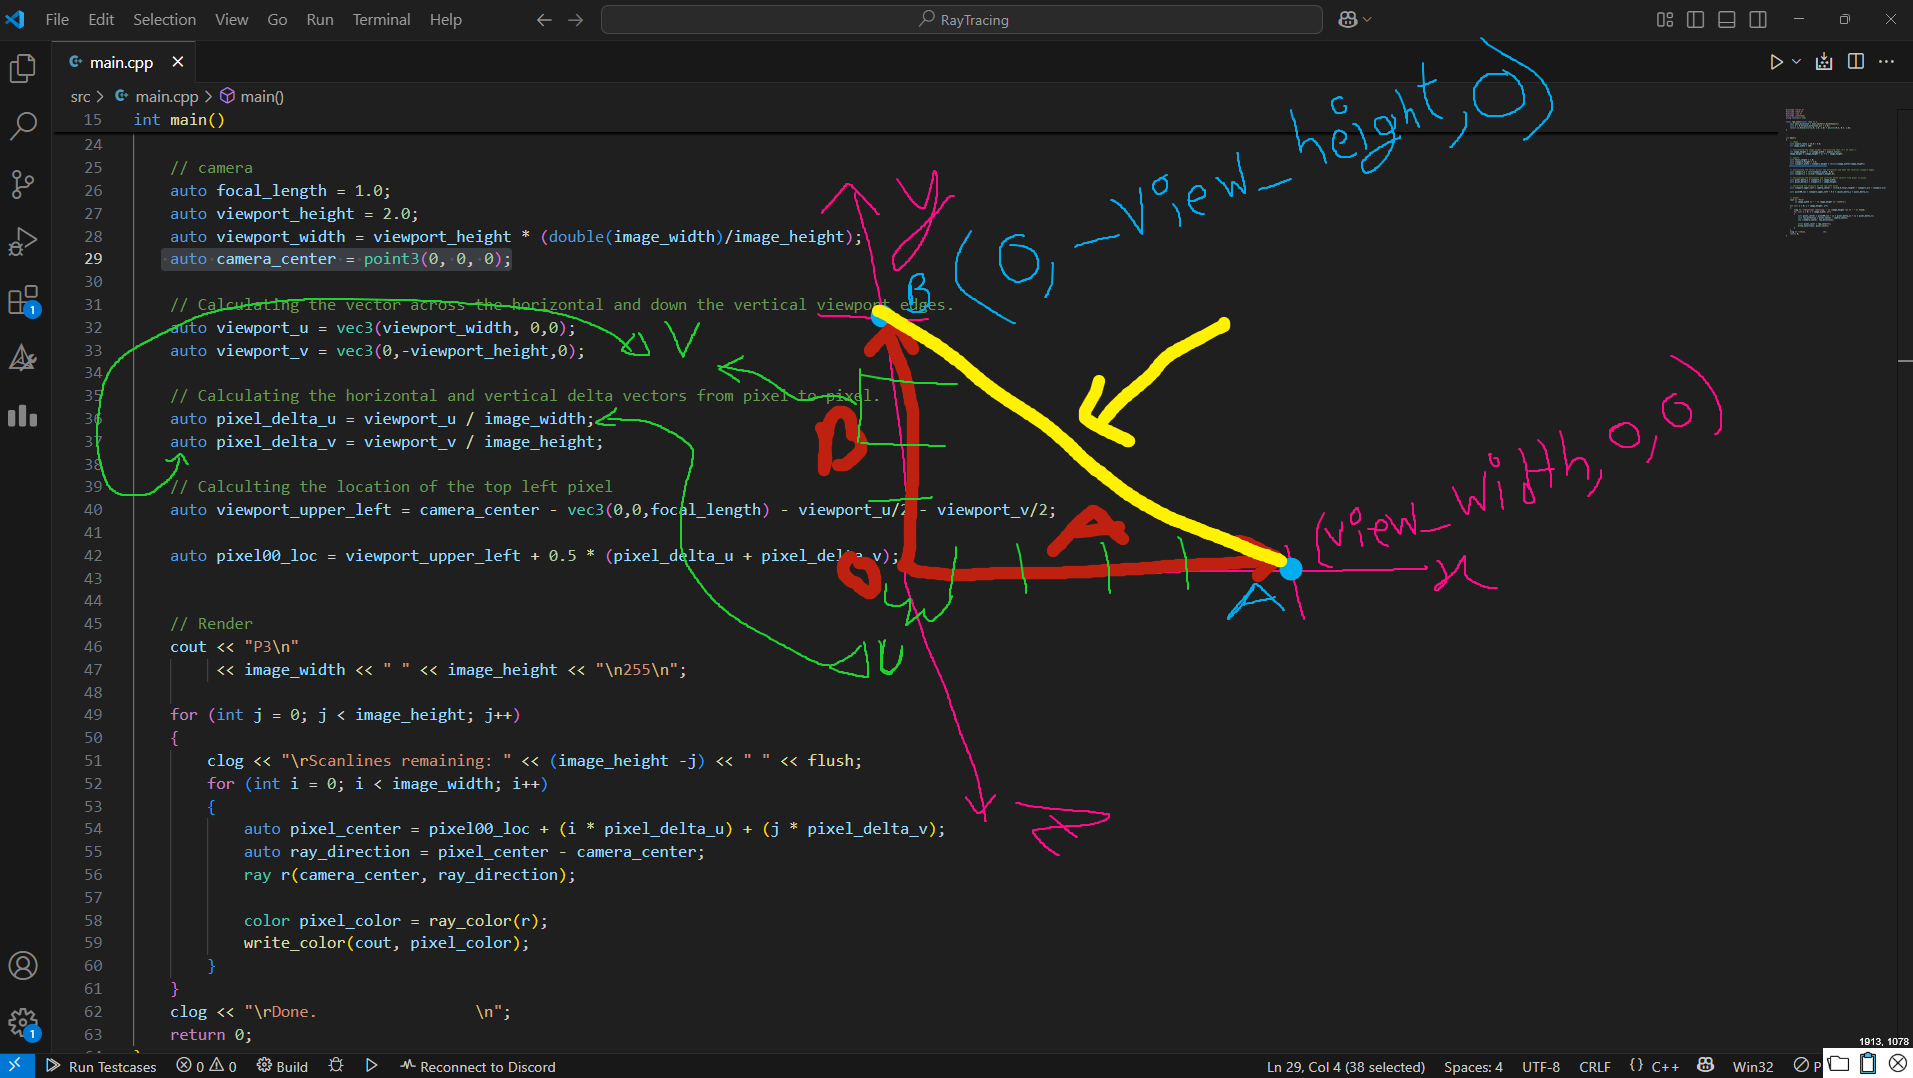 File Edit Selection View Go Run Terminal Help
RayTracing
main.cpp
src > main.cpp > main()
15 int main()
24
25 // camera
26 auto focal_length = 1.0;
27 auto viewport_height = 2.0;
28 auto viewport_width = viewport_height * (double(image_width)/image_height);
29 auto camera_center = point3(0, 0, 0);
30
31 // Calculating the vector across the horizontal and down the vertical viewport edges.
32 auto viewport_u = vec3(viewport_width, 0,0);
33 auto viewport_v = vec3(0,-viewport_height,0);
34
35 // Calculating the horizontal and vertical delta vectors from pixel to pixel.
36 auto pixel_delta_u = viewport_u / image_width;
37 auto pixel_delta_v = viewport_v / image_height;
38
39 // Calculting the location of the top left pixel
40 auto viewport_upper_left = camera_center - vec3(0,0,focal_length) - viewport_u/2 - viewport_v/2;
41
42 auto pixel00_loc = viewport_upper_left + 0.5 * (pixel_delta_u + pixel_delta_v);
43
44
45 // Render
46 cout << "P3\n"
47 << image_width << " " << image_height << "\n255\n";
48
49 for (int j = 0; j < image_height; j++)
50 {
51 clog << "\rScanlines remaining: " << (image_height -j) << " " << flush;
52 for (int i = 0; i < image_width; i++)
53 {
54 auto pixel_center = pixel00_loc + (i * pixel_delta_u) + (j * pixel_delta_v);
55 auto ray_direction = pixel_center - camera_center;
56 ray r(camera_center, ray_direction);
57
58 color pixel_color = ray_color(r);
59 write_color(cout, pixel_color);
60 }
61 }
62 clog << "\rDone. \n";
63 return 0;
(0, -view_height, 0)
y
B
V
B
(view_width, 0, 0)
A
O
x
A
U
z
1
1
Run Testcases 0 0 Build Reconnect to Discord
Ln 29, Col 4 (38 selected) Spaces: 4 UTF-8 CRLF {} C++ Win32 P
1913, 1078